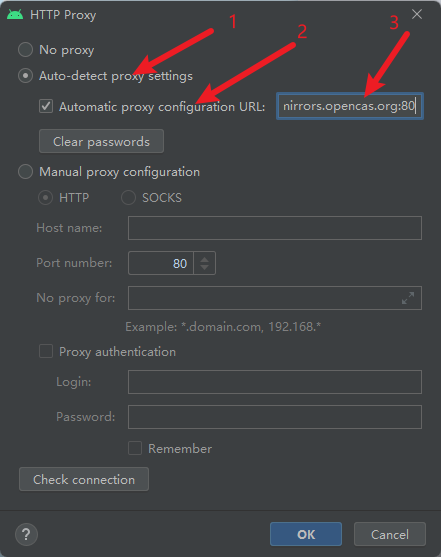 HTTP Proxy
1
2
3
No proxy
Auto-detect proxy settings
Automatic proxy configuration URL:
nirrors.opencas.org:80
Clear passwords
Manual proxy configuration
HTTP
SOCKS
Host name:
Port number:
80
No proxy for:
Example: *.domain.com, 192.168.*
Proxy authentication
Login:
Password:
Remember
Check connection
?
OK
Cancel